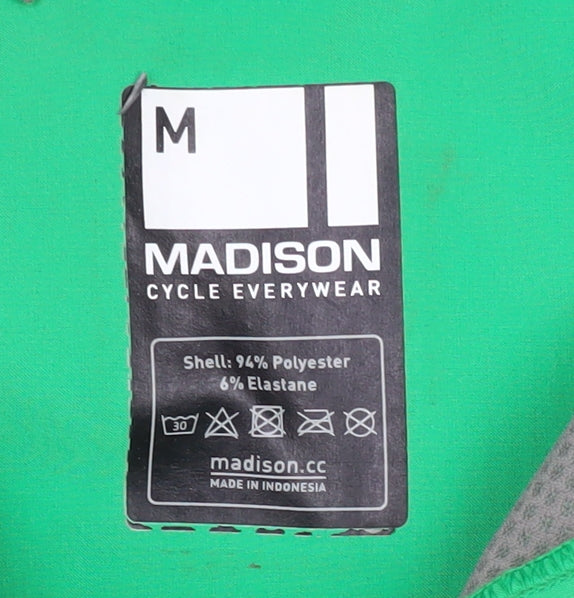 M
MADISON
CYCLE EVERYWEAR
Shell: 94% Polyester
6% Elastane
30
madison.cc
MADE IN INDONESIA